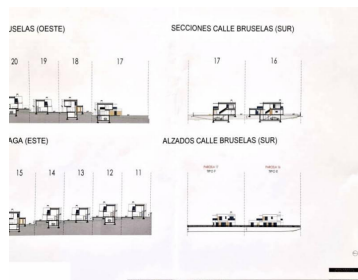 USELAS (OESTE)
20 19 18 17
SECCIONES CALLE BRUSELAS (SUR)
17 16
AGA (ESTE)
15 14 13 12 11
ALZADOS CALLE BRUSELAS (SUR)